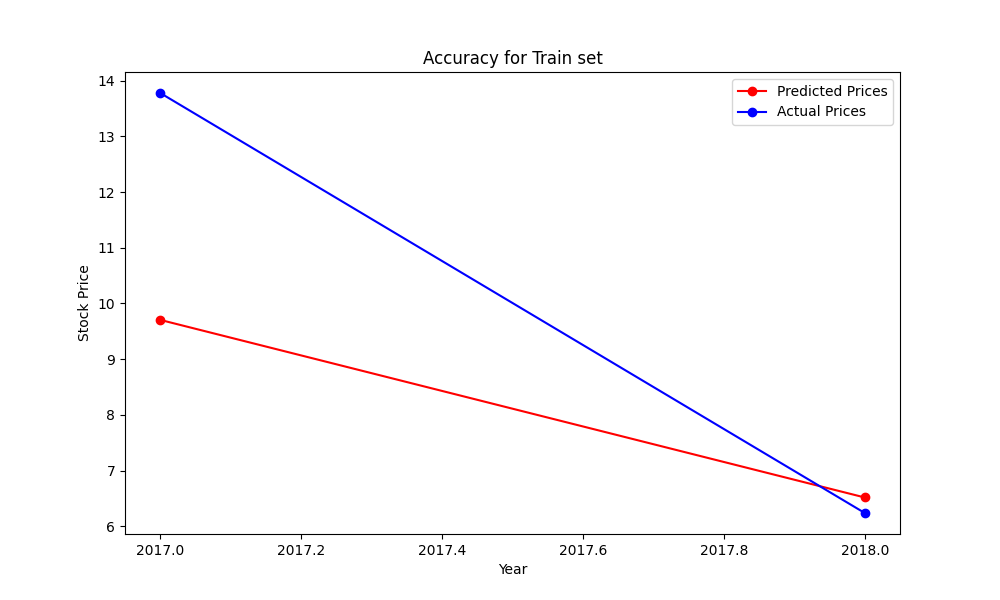 Accuracy for Train set
Predicted Prices
Actual Prices
14
13
12
11
10
9
8
7
6
Stock Price
2017.0 2017.2 2017.4 2017.6 2017.8 2018.0
Year